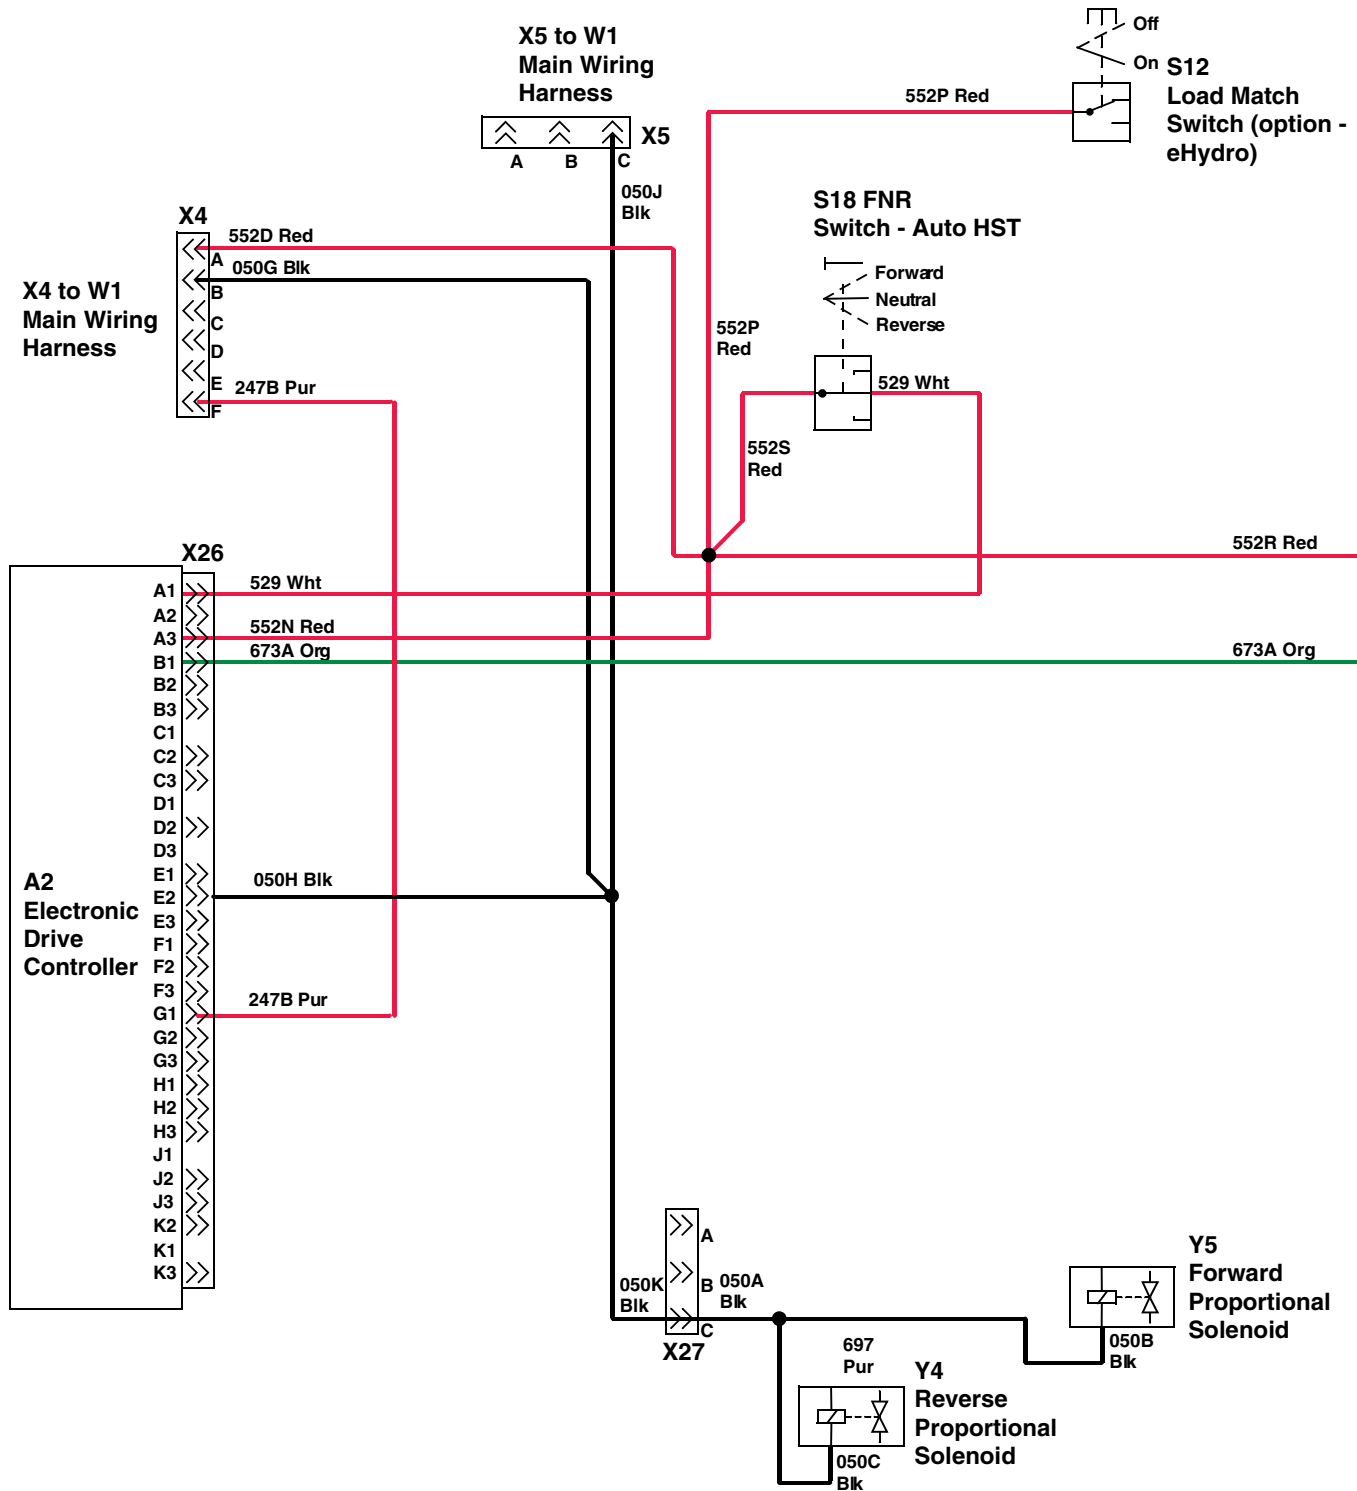 X5 to W1
Main Wiring
Harness
X5
A
B
C
050J
Blk
Off
On
S12
Load Match
Switch (option -
eHydro)
552P Red
S18 FNR
Switch - Auto HST
Forward
Neutral
Reverse
552P
Red
529 Wht
552S
Red
X4
X4 to W1
Main Wiring
Harness
552D Red
A
050G Blk
B
C
D
E
247B Pur
F
552R Red
X26
A1
529 Wht
A2
A3
552N Red
B1
673A Org
673A Org
B2
B3
C1
C2
C3
D1
D2
D3
E1
E2
050H Blk
E3
F1
F2
F3
G1
247B Pur
G2
G3
H1
H2
H3
J1
J2
J3
K2
K1
K3
A2
Electronic
Drive
Controller
A
B
C
X27
050K
Blk
050A
Blk
697
Pur
Y5
Forward
Proportional
Solenoid
050B
Blk
Y4
Reverse
Proportional
Solenoid
050C
Blk